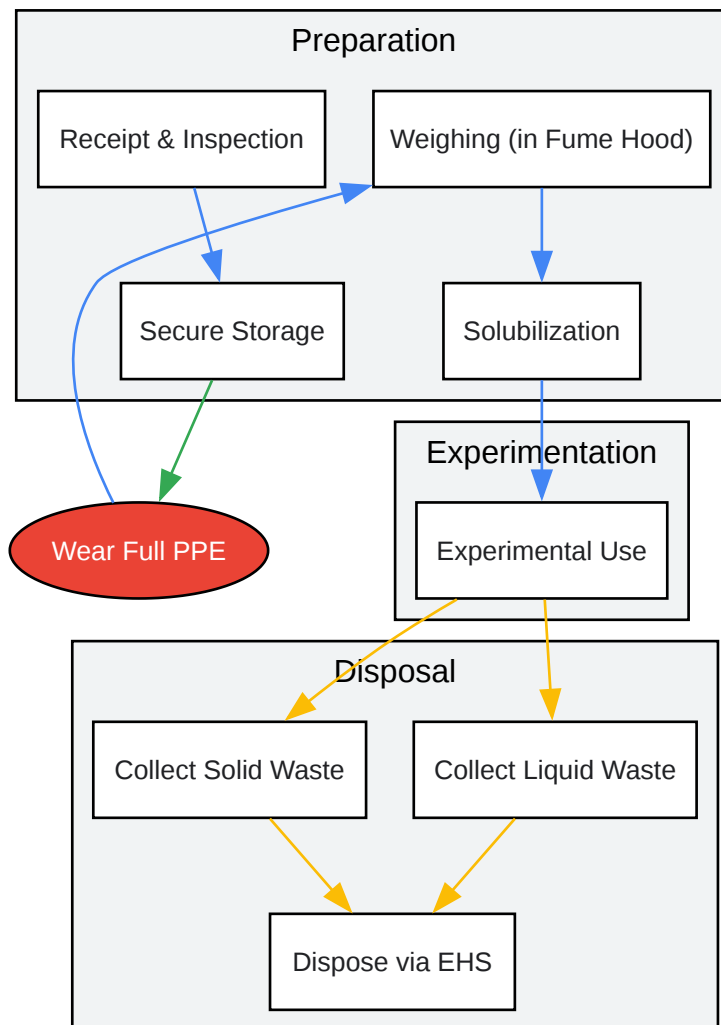 Preparation
Receipt & Inspection
Weighing (in Fume Hood)
Secure Storage
Solubilization
Experimentation
Wear Full PPE
Experimental Use
Disposal
Collect Solid Waste
Collect Liquid Waste
Dispose via EHS